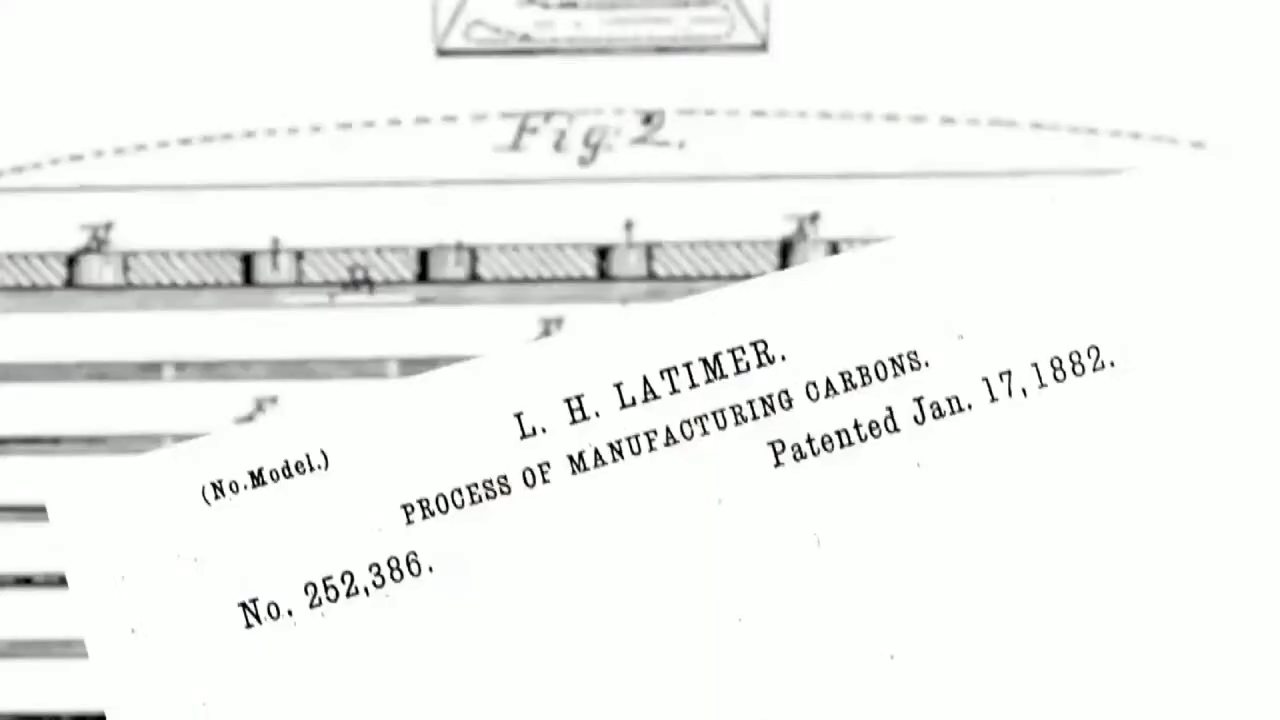 Fig. 2.
(No Model.)
L. H. LATIMER.
PROCESS OF MANUFACTURING CARBONS.
No. 252,386.
Patented Jan. 17, 1882.